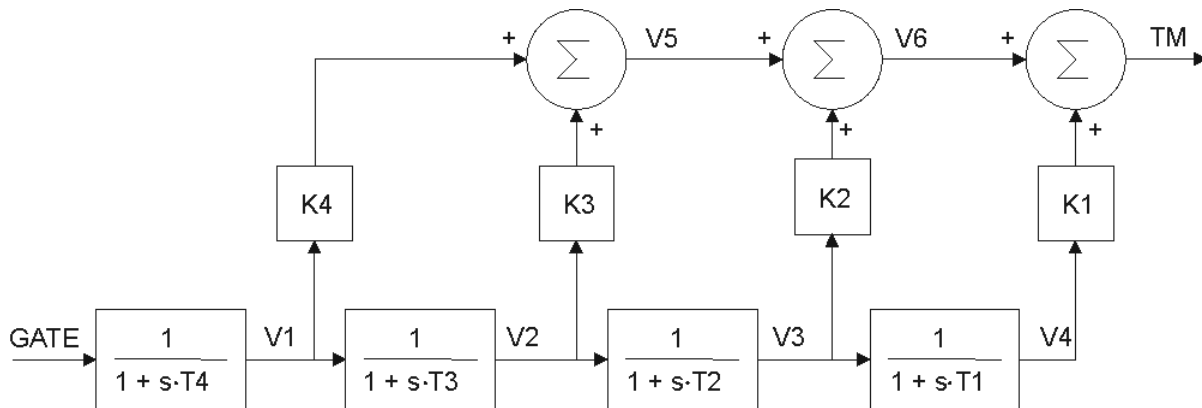 + V5 + V6 + TM
Σ Σ Σ
+ + +
K4 K3 K2 K1
GATE 1 V1 1 V2 1 V3 1 V4
1 + s·T4 1 + s·T3 1 + s·T2 1 + s·T1